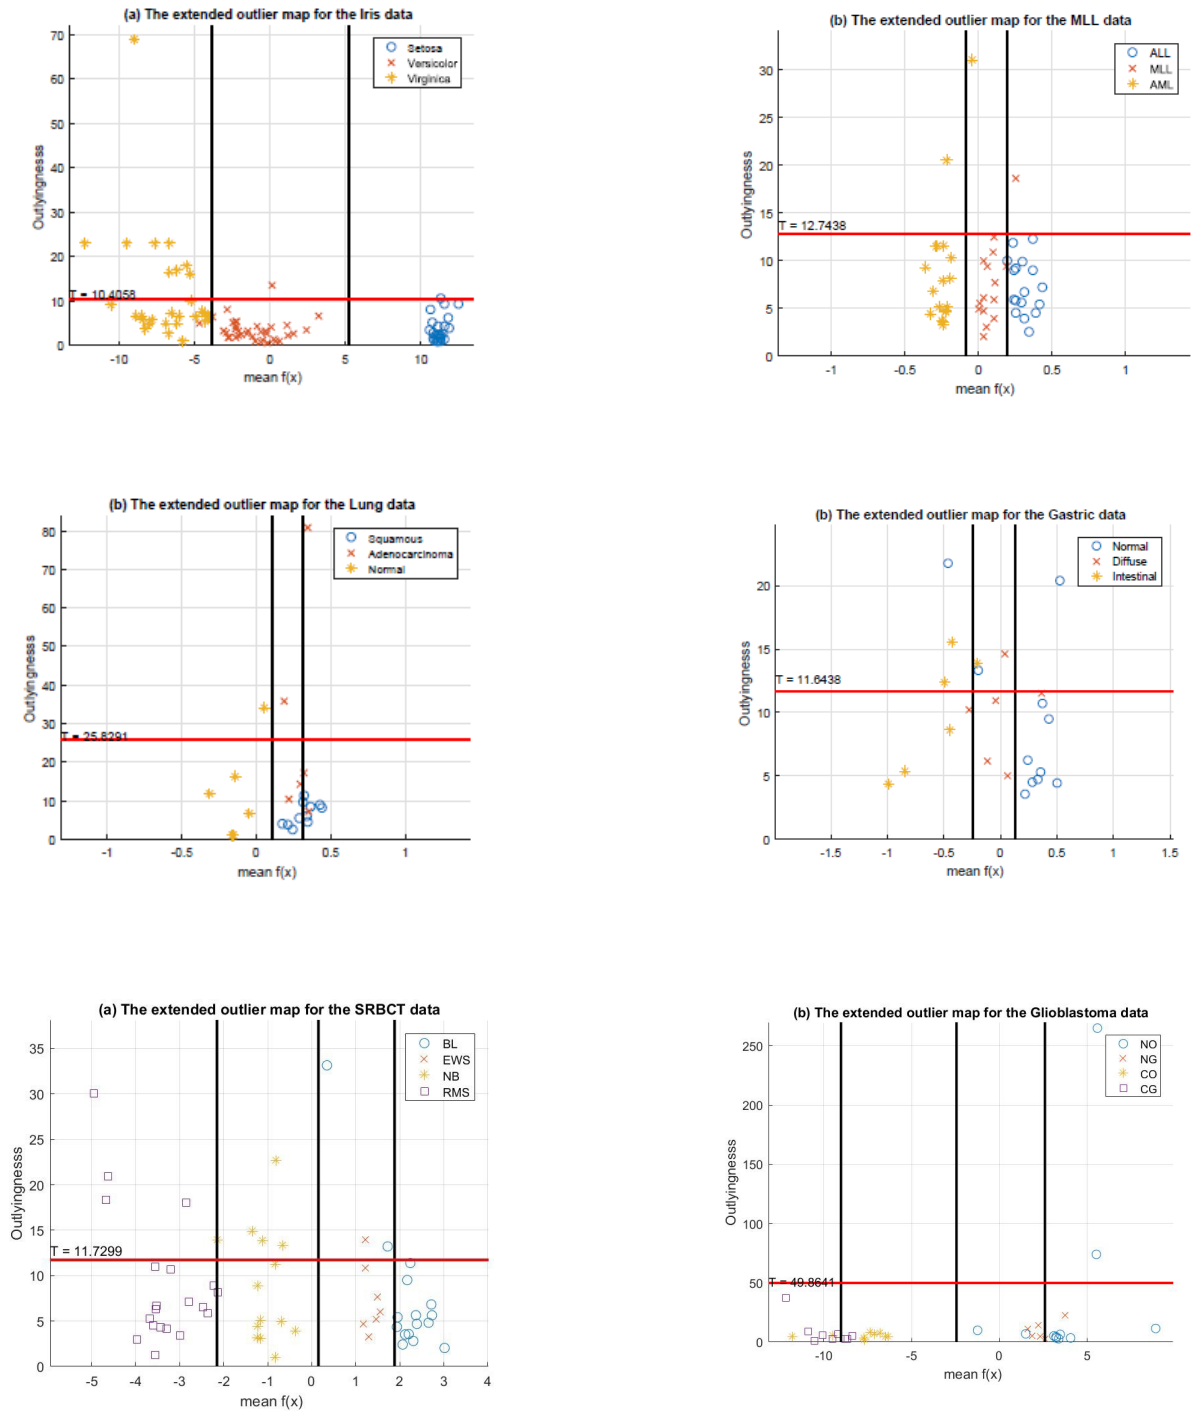 (a) The extended outlier map for the Iris data
70
60
50
40
30
20
10
0
Outlyingnesss
Setosa
Versicolor
Virginica
T = 10.4058
-10 -5 0 5 10
mean f(x)
(b) The extended outlier map for the MLL data
30
25
20
15
10
5
0
Outlyingnesss
ALL
MLL
AML
T = 12.7438
-1 -0.5 0 0.5 1
mean f(x)
(b) The extended outlier map for the Lung data
80
70
60
50
40
30
20
10
0
Outlyingnesss
Squamous
Adenocarcinoma
Normal
T = 25.8291
-1 -0.5 0 0.5 1
mean f(x)
(b) The extended outlier map for the Gastric data
20
15
10
5
0
Outlyingnesss
Normal
Diffuse
Intestinal
T = 11.6438
-1.5 -1 -0.5 0 0.5 1 1.5
mean f(x)
(a) The extended outlier map for the SRBCT data
35
30
25
20
15
10
5
0
Outlyingnesss
BL
EWS
NB
RMS
T = 11.7299
-5 -4 -3 -2 -1 0 1 2 3 4
mean f(x)
(b) The extended outlier map for the Glioblastoma data
250
200
150
100
50
0
Outlyingnesss
NO
NG
CO
CG
T = 49.8641
-10 -5 0 5
mean f(x)